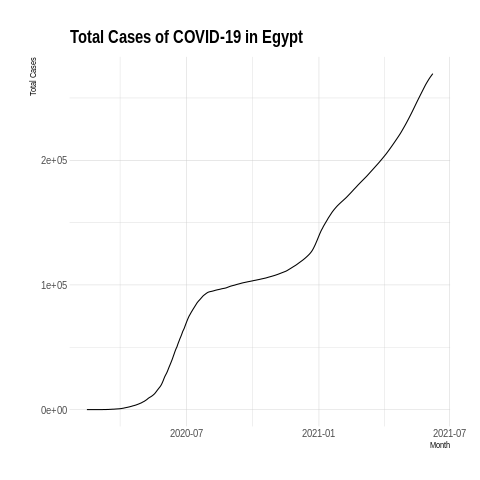 Total Cases of COVID-19 in Egypt
Total Cases
2e+05
1e+05
0e+00
2020-07
2021-01
2021-07
Month